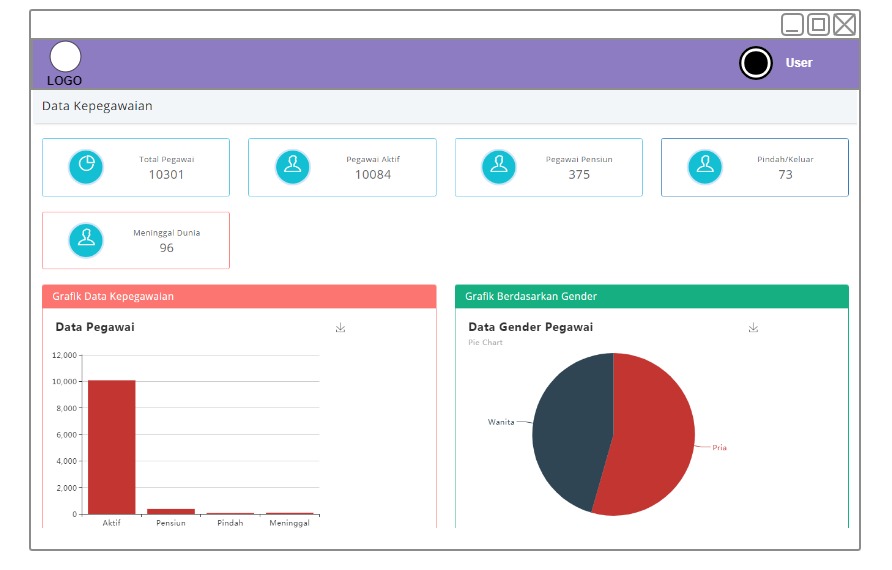 LOGO
User
Data Kepegawaian
Total Pegawai
10301
Pegawai Aktif
10084
Pegawai Pensiun
375
Pindah/Keluar
73
Meninggal Dunia
96
Grafik Data Kepegawaian
Data Pegawai
12,000
10,000
8,000
6,000
4,000
2,000
0
Aktif
Pensiun
Pindah
Meninggal
Grafik Berdasarkan Gender
Data Gender Pegawai
Pie Chart
Wanita
Pria